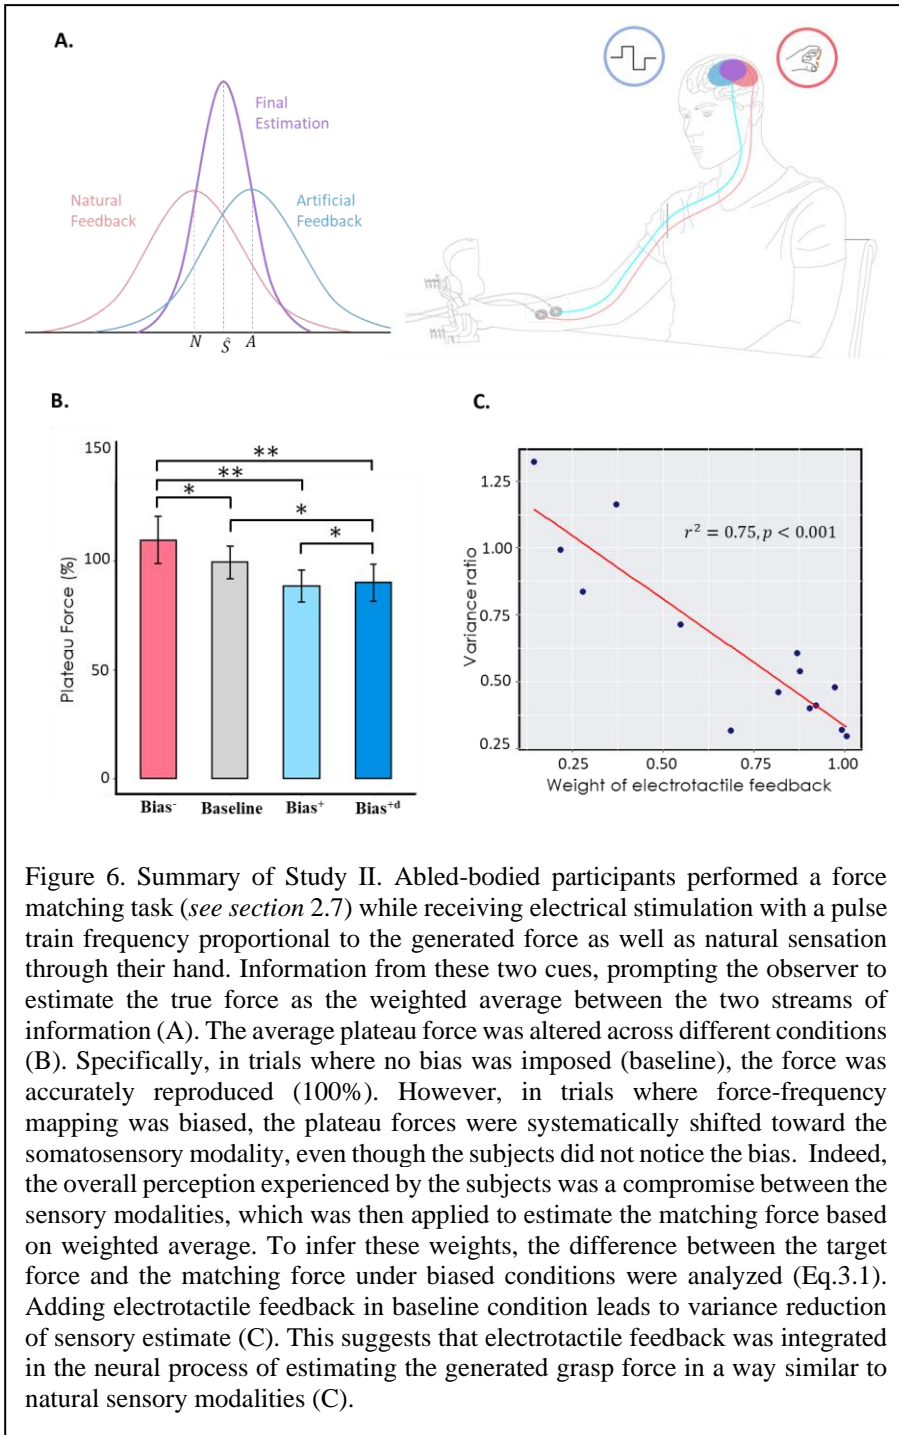 A.
Final
Estimation
Natural
Feedback
Artificial
Feedback
N Ŝ A
B.
Plateau Force (%)
150
100
50
0
**
**
*
*
*
Bias⁻ Baseline Bias⁺ Bias⁺ᵈ
C.
Variance ratio
1.25
1.00
0.75
0.50
0.25
r² = 0.75, p < 0.001
0.25 0.50 0.75 1.00
Weight of electrotactile feedback
Figure 6. Summary of Study II. Abled-bodied participants performed a force
matching task (see section 2.7) while receiving electrical stimulation with a pulse
train frequency proportional to the generated force as well as natural sensation
through their hand. Information from these two cues, prompting the observer to
estimate the true force as the weighted average between the two streams of
information (A). The average plateau force was altered across different conditions
(B). Specifically, in trials where no bias was imposed (baseline), the force was
accurately reproduced (100%). However, in trials where force-frequency
mapping was biased, the plateau forces were systematically shifted toward the
somatosensory modality, even though the subjects did not notice the bias. Indeed,
the overall perception experienced by the subjects was a compromise between the
sensory modalities, which was then applied to estimate the matching force based
on weighted average. To infer these weights, the difference between the target
force and the matching force under biased conditions were analyzed (Eq.3.1).
Adding electrotactile feedback in baseline condition leads to variance reduction
of sensory estimate (C). This suggests that electrotactile feedback was integrated
in the neural process of estimating the generated grasp force in a way similar to
natural sensory modalities (C).